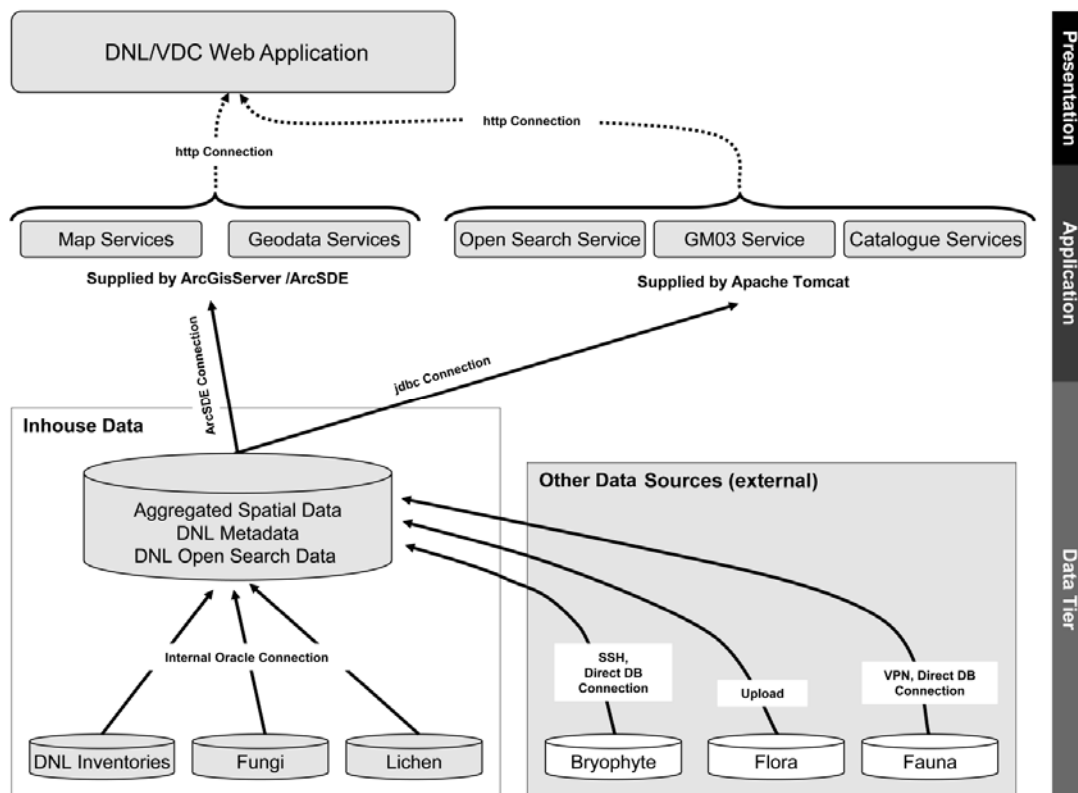 DNL/VDC Web Application
http Connection
http Connection
Map Services
Geodata Services
Open Search Service
GM03 Service
Catalogue Services
Supplied by ArcGisServer /ArcSDE
Supplied by Apache Tomcat
ArcSDE Connection
jdbc Connection
Inhouse Data
Aggregated Spatial Data
DNL Metadata
DNL Open Search Data
Internal Oracle Connection
DNL Inventories
Fungi
Lichen
Other Data Sources (external)
SSH,
Direct DB
Connection
Upload
VPN, Direct DB
Connection
Bryophyte
Flora
Fauna
Presentation
Application
Data Tier